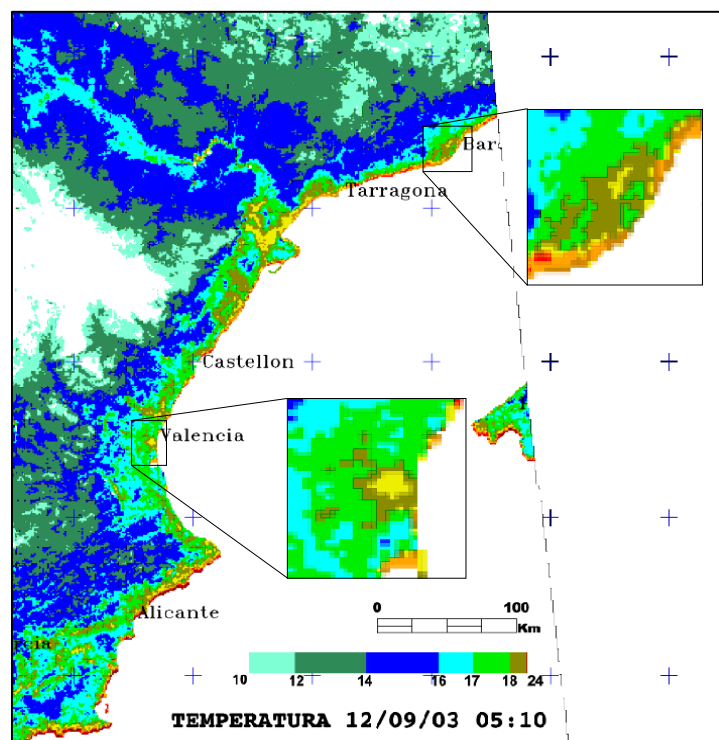 Bar
Tarragona
Castellon
Valencia
Alicante
rcia
0 100
Km
10 12 14 16 17 18 24
TEMPERATURA 12/09/03 05:10